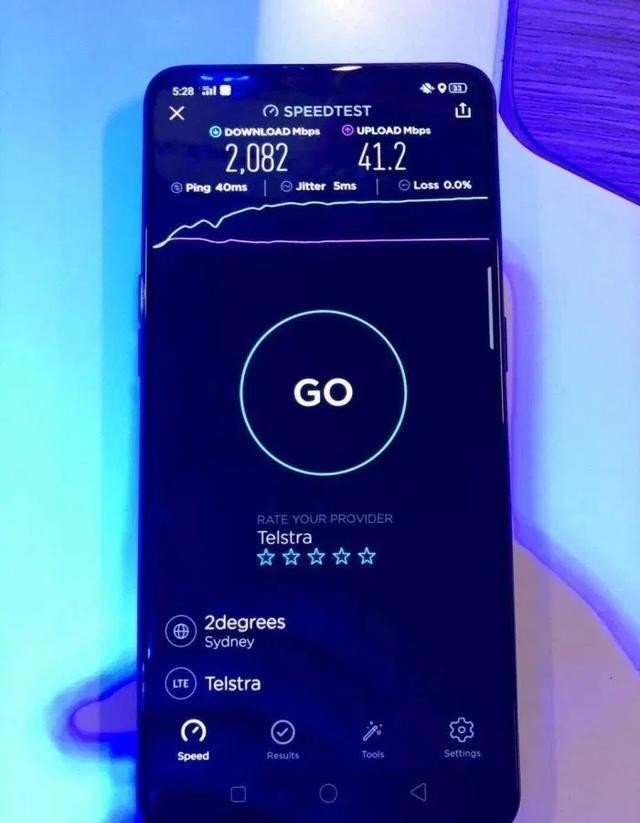 5:28 33
SPEEDTEST
DOWNLOAD Mbps UPLOAD Mbps
2,082 41.2
Ping 40ms Jitter 5ms Loss 0.0%
GO
RATE YOUR PROVIDER
Telstra
2degrees
Sydney
LTE Telstra
Speed Results Tools Settings